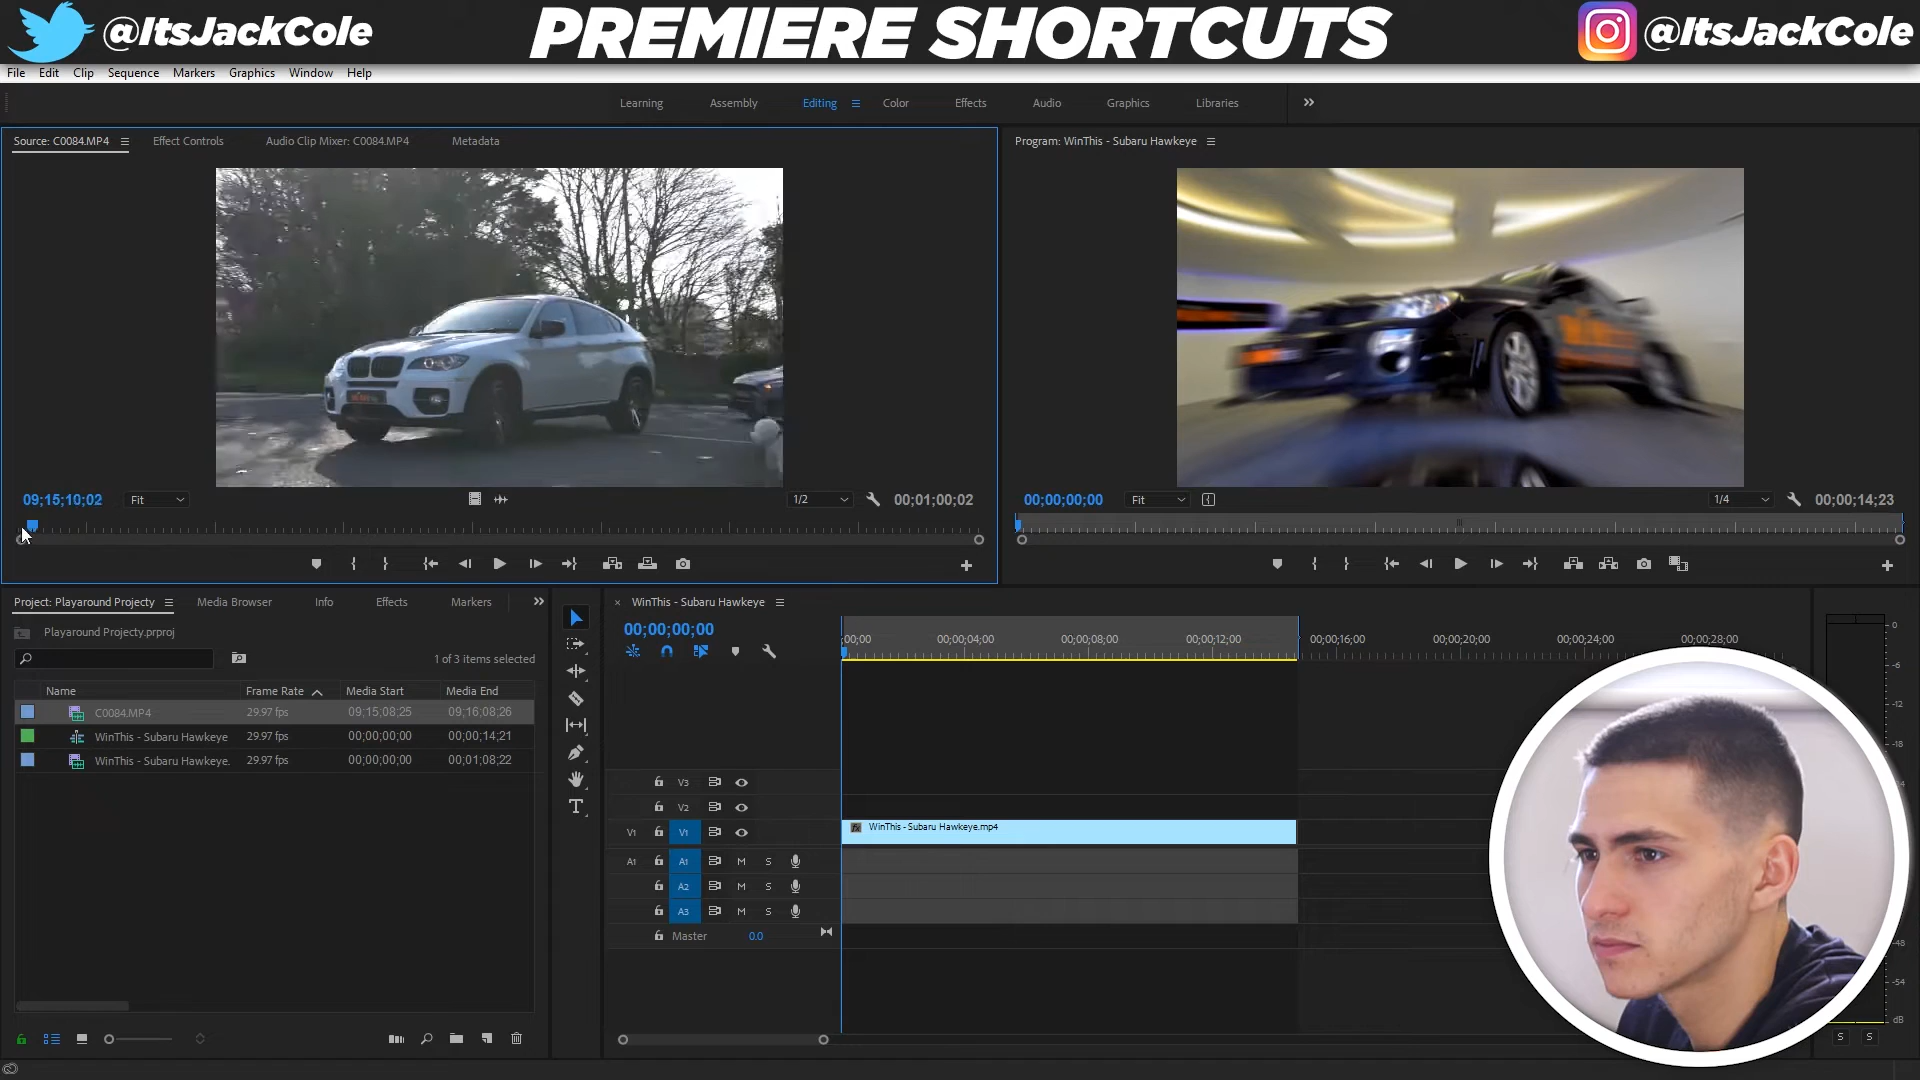 @ItsJackCole PREMIERE SHORTCUTS @ItsJackCole
File Edit Clip Sequence Markers Graphics Window Help
Learning Assembly Editing Color Effects Audio Graphics Libraries
Source: C0084.MP4 Effect Controls Audio Clip Mixer: C0084.MP4 Metadata
Program: WinThis - Subaru Hawkeye
09;15;10;02 Fit 1/2 00;01;00;02
00;00;00;00 Fit 1/4 00;00;14;23
Project: Playaround Projecty Media Browser Info Effects Markers
Playaround Projecty.prproj
1 of 3 items selected
Name Frame Rate Media Start Media End
C0084.MP4 29.97 fps 09;15;08;25 09;16;08;26
WinThis - Subaru Hawkeye 29.97 fps 00;00;00;00 00;00;14;21
WinThis - Subaru Hawkeye. 29.97 fps 00;00;00;00 00;01;08;22
WinThis - Subaru Hawkeye
00;00;00;00
00;00 00;00;04;00 00;00;08;00 00;00;12;00 00;00;16;00 00;00;20;00 00;00;24;00 00;00;28;00
V3
V2
V1 V1 fx WinThis - Subaru Hawkeye.mp4
A1 A1 M S
A2 M S
A3 M S
Master 0.0
0
-6
-12
-18
-48
-54
dB
S S